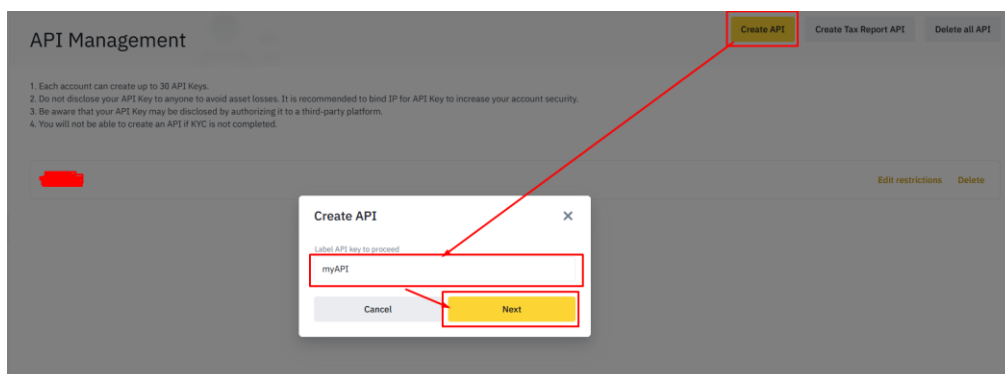 API Management
Create API
Create Tax Report API
Delete all API
1. Each account can create up to 30 API Keys.
2. Do not disclose your API Key to anyone to avoid asset losses. It is recommended to bind IP for API Key to increase your account security.
3. Be aware that your API Key may be disclosed by authorizing it to a third-party platform.
4. You will not be able to create an API if KYC is not completed.
Edit restrictions
Delete
Create API
Label API key to proceed
myAPI
Cancel
Next